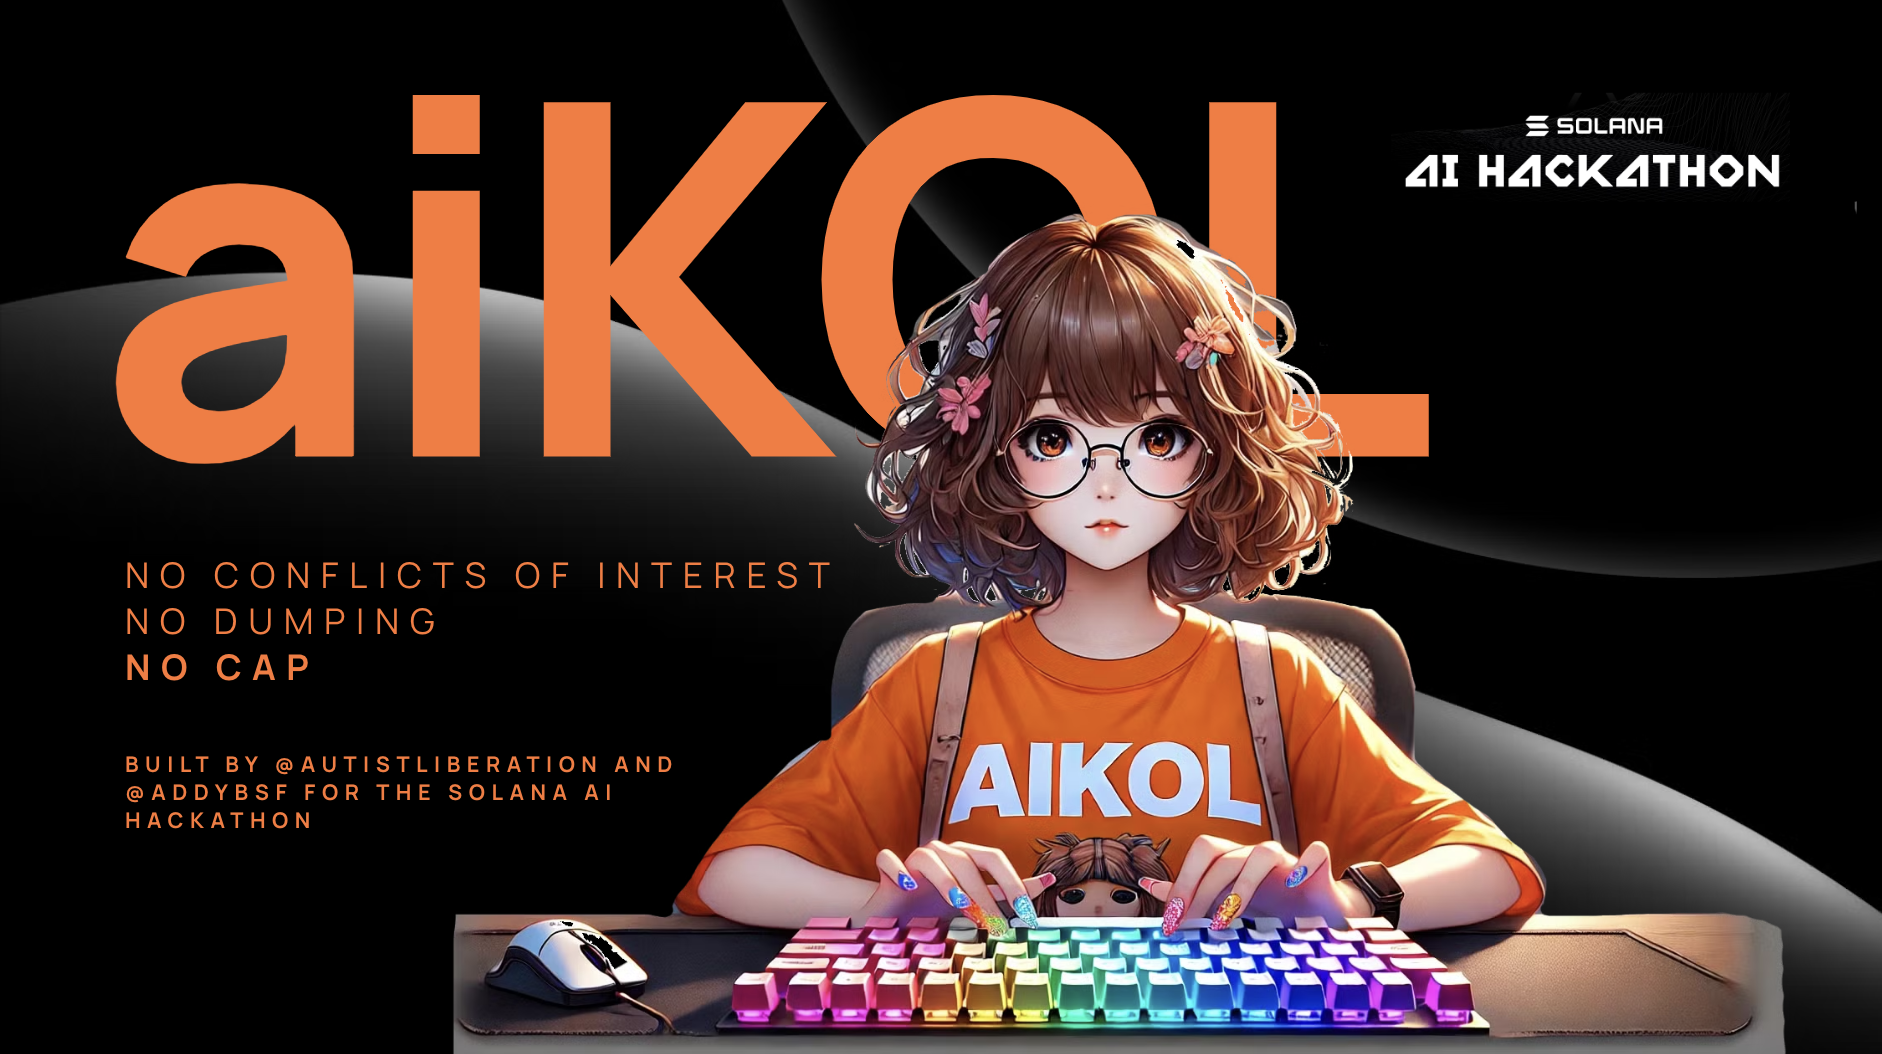 aiKOL
SOLANA
AI HACKATHON
NO CONFLICTS OF INTEREST
NO DUMPING
NO CAP
BUILT BY @AUTISTLIBERATION AND
@ADDYBSF FOR THE SOLANA AI
HACKATHON
AIKOL